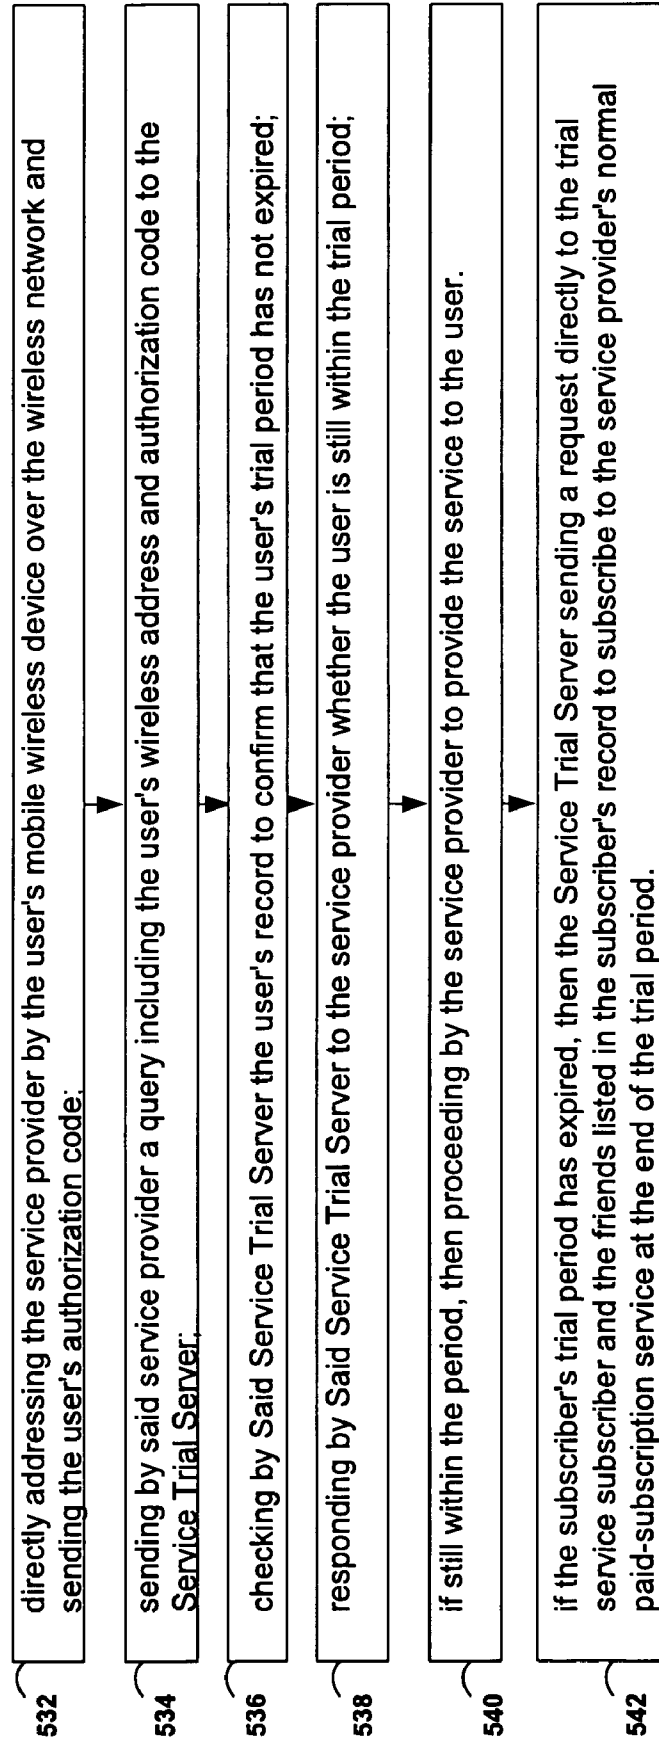 532
directly addressing the service provider by the user's mobile wireless device over the wireless network and
sending the user's authorization code;
534
sending by said service provider a query including the user's wireless address and authorization code to the
Service Trial Server;
536
checking by Said Service Trial Server the user's record to confirm that the user's trial period has not expired;
538
responding by Said Service Trial Server to the service provider whether the user is still within the trial period;
540
if still within the period, then proceeding by the service provider to provide the service to the user.
542
if the subscriber's trial period has expired, then the Service Trial Server sending a request directly to the trial
service subscriber and the friends listed in the subscriber's record to subscribe to the service provider's normal
paid-subscription service at the end of the trial period.